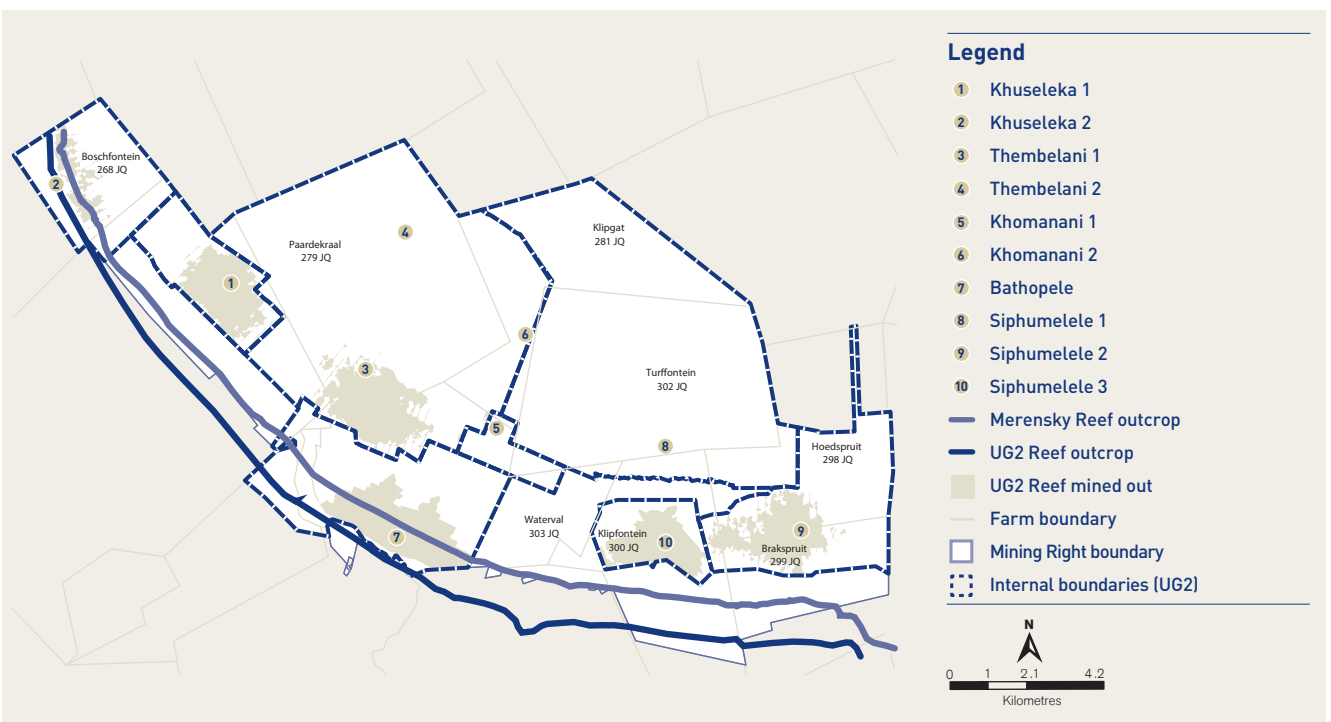 Boschfontein
268 JQ
2
Paardekraal
279 JQ
4
1
3
Klipgat
281 JQ
6
Turffontein
302 JQ
5
8
Hoedspruit
298 JQ
Waterval
303 JQ
Klipfontein
300 JQ
10
9
Brakspruit
299 JQ
7
Legend
1 Khuseleka 1
2 Khuseleka 2
3 Thembelani 1
4 Thembelani 2
5 Khomanani 1
6 Khomanani 2
7 Bathopele
8 Siphumelele 1
9 Siphumelele 2
10 Siphumelele 3
Merensky Reef outcrop
UG2 Reef outcrop
UG2 Reef mined out
Farm boundary
Mining Right boundary
Internal boundaries (UG2)
N
0 1 2.1 4.2
Kilometres